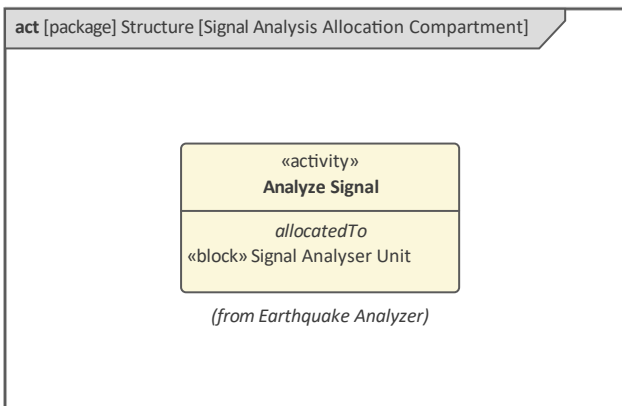 act [package] Structure [Signal Analysis Allocation Compartment]
«activity»
Analyze Signal
allocatedTo
«block» Signal Analyser Unit
(from Earthquake Analyzer)